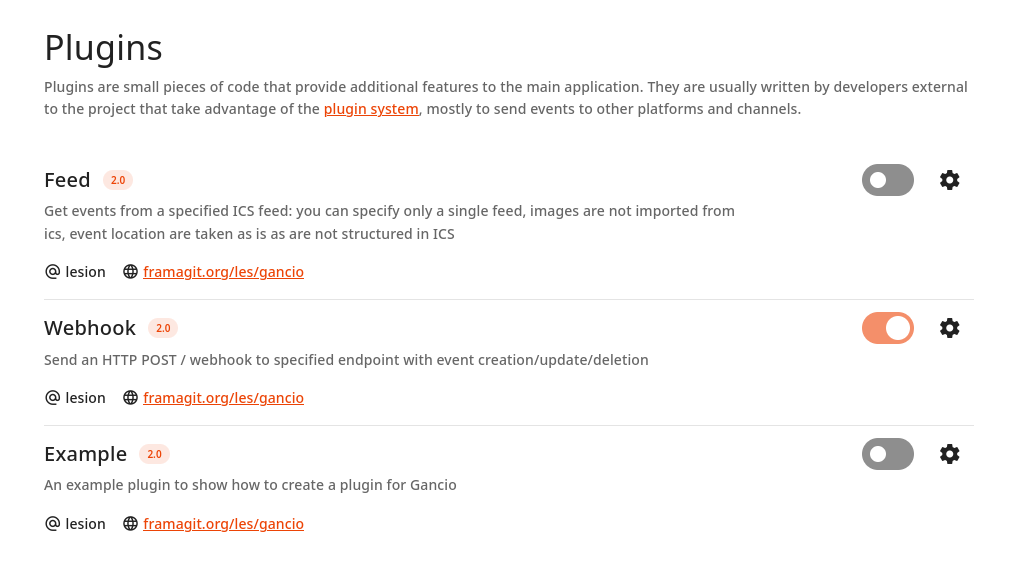 Plugins
Plugins are small pieces of code that provide additional features to the main application. They are usually written by developers external
to the project that take advantage of the plugin system, mostly to send events to other platforms and channels.
Feed 2.0
Get events from a specified ICS feed: you can specify only a single feed, images are not imported from
ics, event location are taken as is as are not structured in ICS
lesion framagit.org/les/gancio
Webhook 2.0
Send an HTTP POST / webhook to specified endpoint with event creation/update/deletion
lesion framagit.org/les/gancio
Example 2.0
An example plugin to show how to create a plugin for Gancio
lesion framagit.org/les/gancio